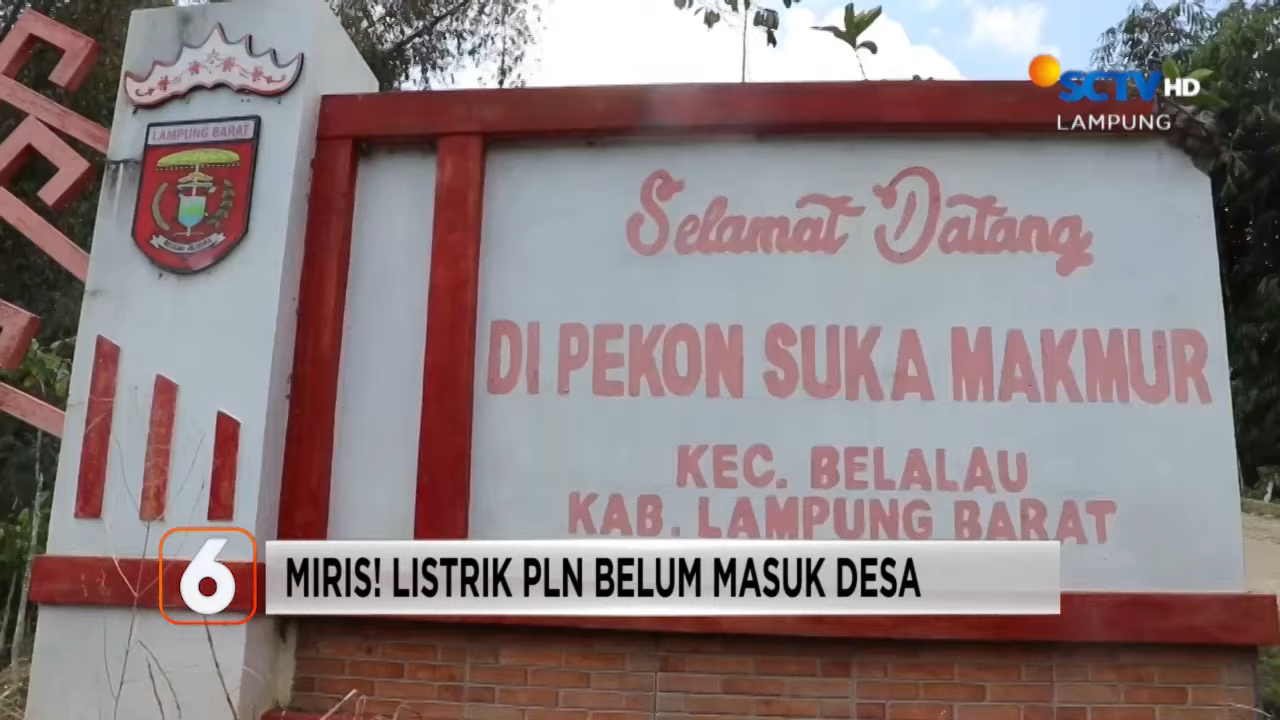 SCTV HD
LAMPUNG
LAMPUNG BARAT
Selamat Datang
DI PEKON SUKA MAKMUR
KEC. BELALAU
KAB. LAMPUNG BARAT
6
MIRIS! LISTRIK PLN BELUM MASUK DESA